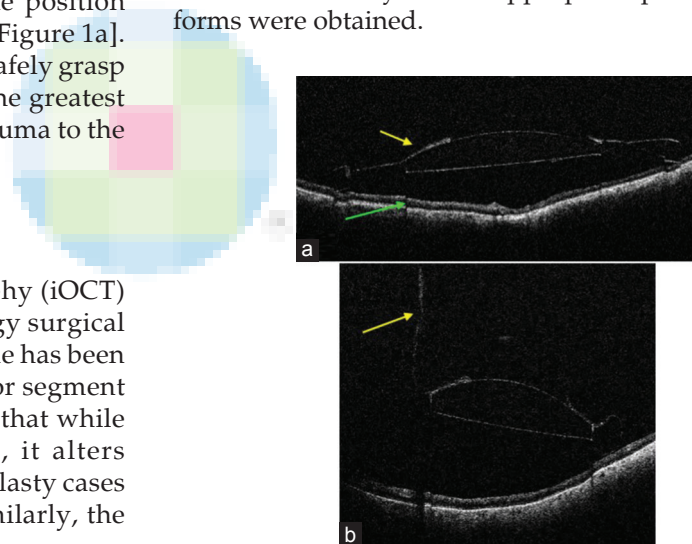 e position
Figure 1a].
afely grasp
ne greatest
uma to the
hy (iOCT)
gy surgical
e has been
or segment
that while
, it alters
lasty cases
nilarly, the
forms were obtained.
a
b